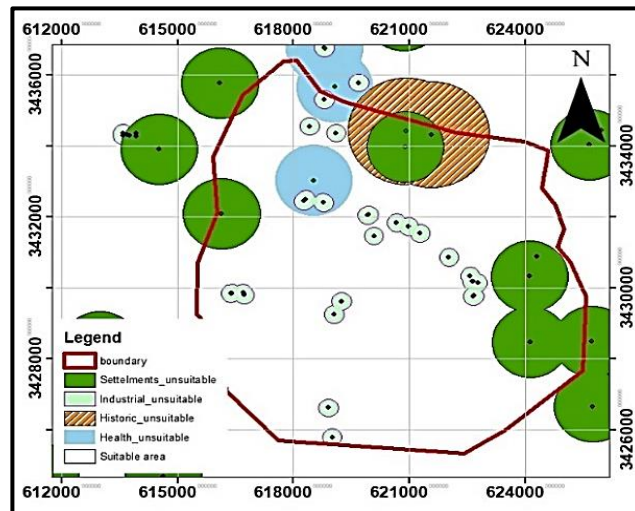 612000 615000 618000 621000 624000
3436000
3432000
3428000
N
3434000
3430000
3426000
Legend
boundary
Settelments_unsuitable
Industrial_unsuitable
Historic_unsuitable
Health_unsuitable
Suitable area
612000 615000 618000 621000 624000